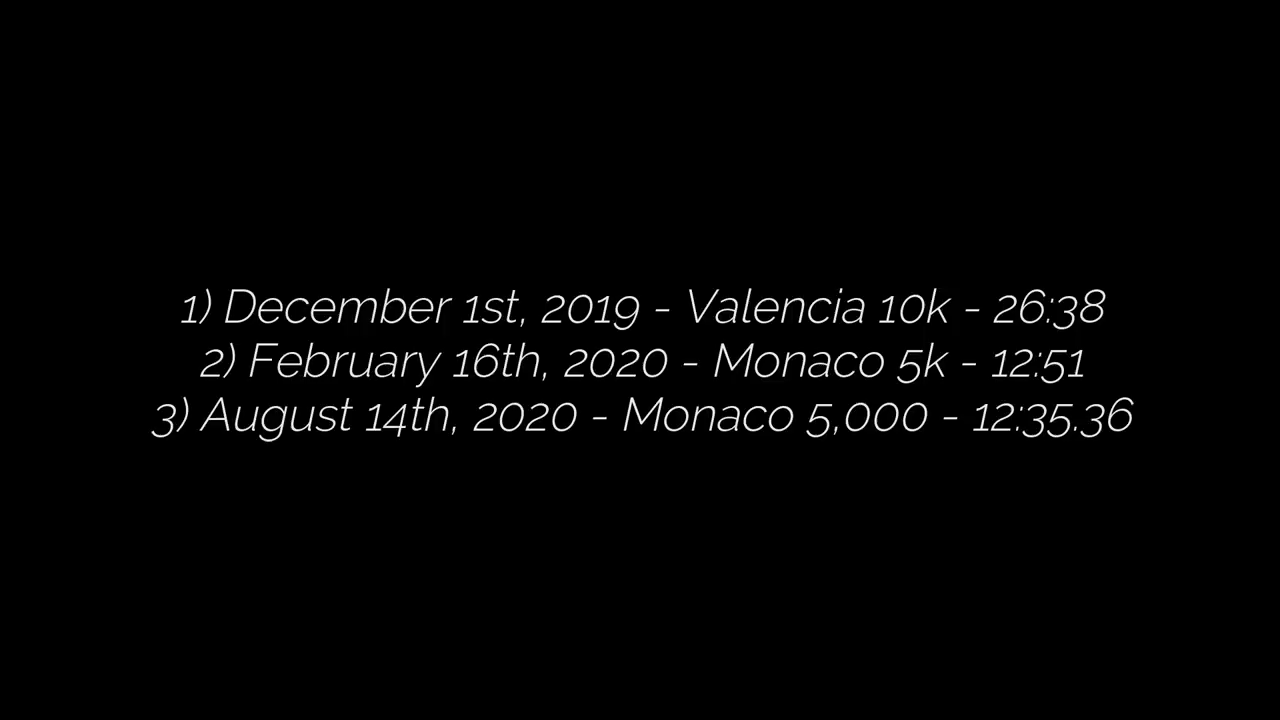 1) December 1st, 2019 - Valencia 10k - 26:38
2) February 16th, 2020 - Monaco 5k - 12:51
3) August 14th, 2020 - Monaco 5,000 - 12:35.36